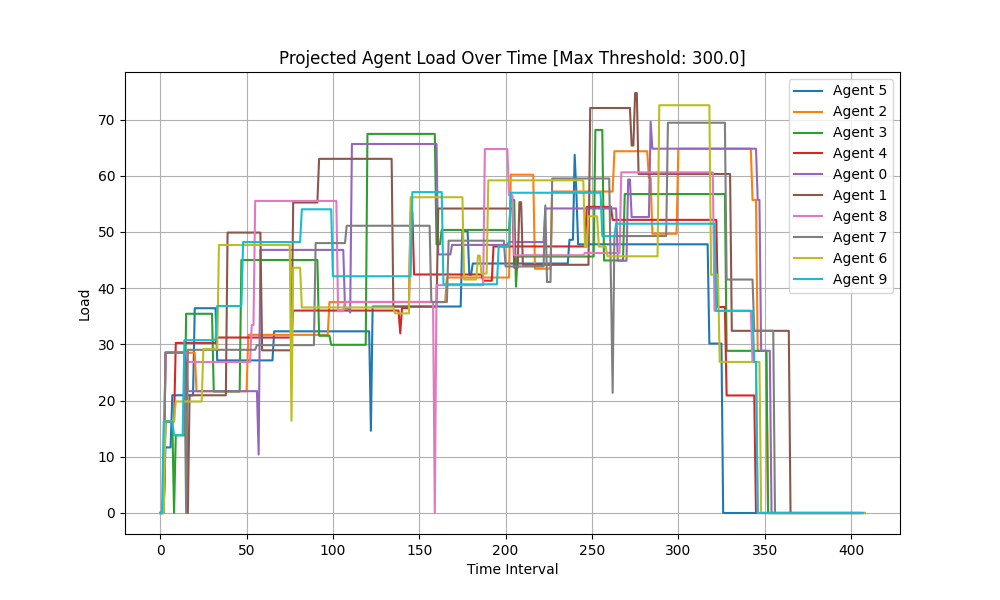 Projected Agent Load Over Time [Max Threshold: 300.0]
Load
70
60
50
40
30
20
10
0
0 50 100 150 200 250 300 350 400
Time Interval
Agent 5
Agent 2
Agent 3
Agent 4
Agent 0
Agent 1
Agent 8
Agent 7
Agent 6
Agent 9